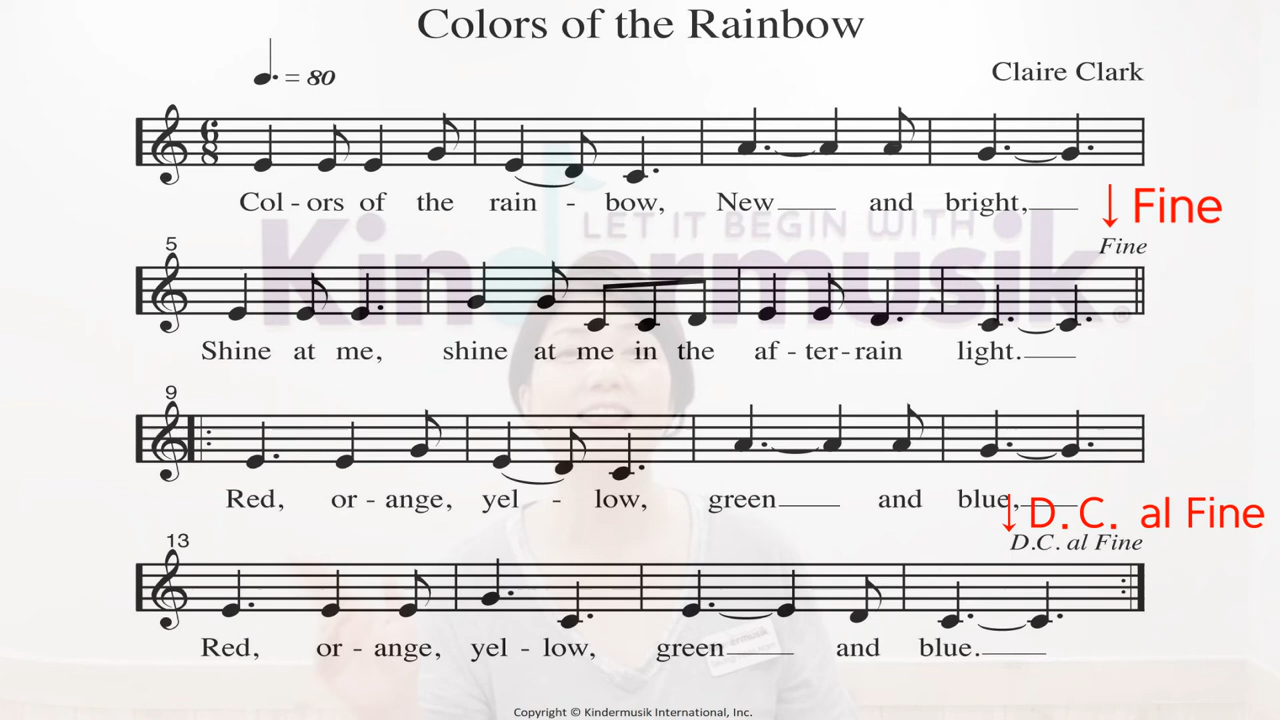 Colors of the Rainbow
= 80
Claire Clark
6
8
Col - ors of the rain - bow, New and bright,
↓ Fine
LET IT BEGIN WITH
Kindermusik ®
5
Fine
Shine at me, shine at me in the af - ter - rain light.
9
Red, or - ange, yel - low, green and blue,
↓ D.C. al Fine
13
D.C. al Fine
Red, or - ange, yel - low, green and blue.
Copyright © Kindermusik International, Inc.